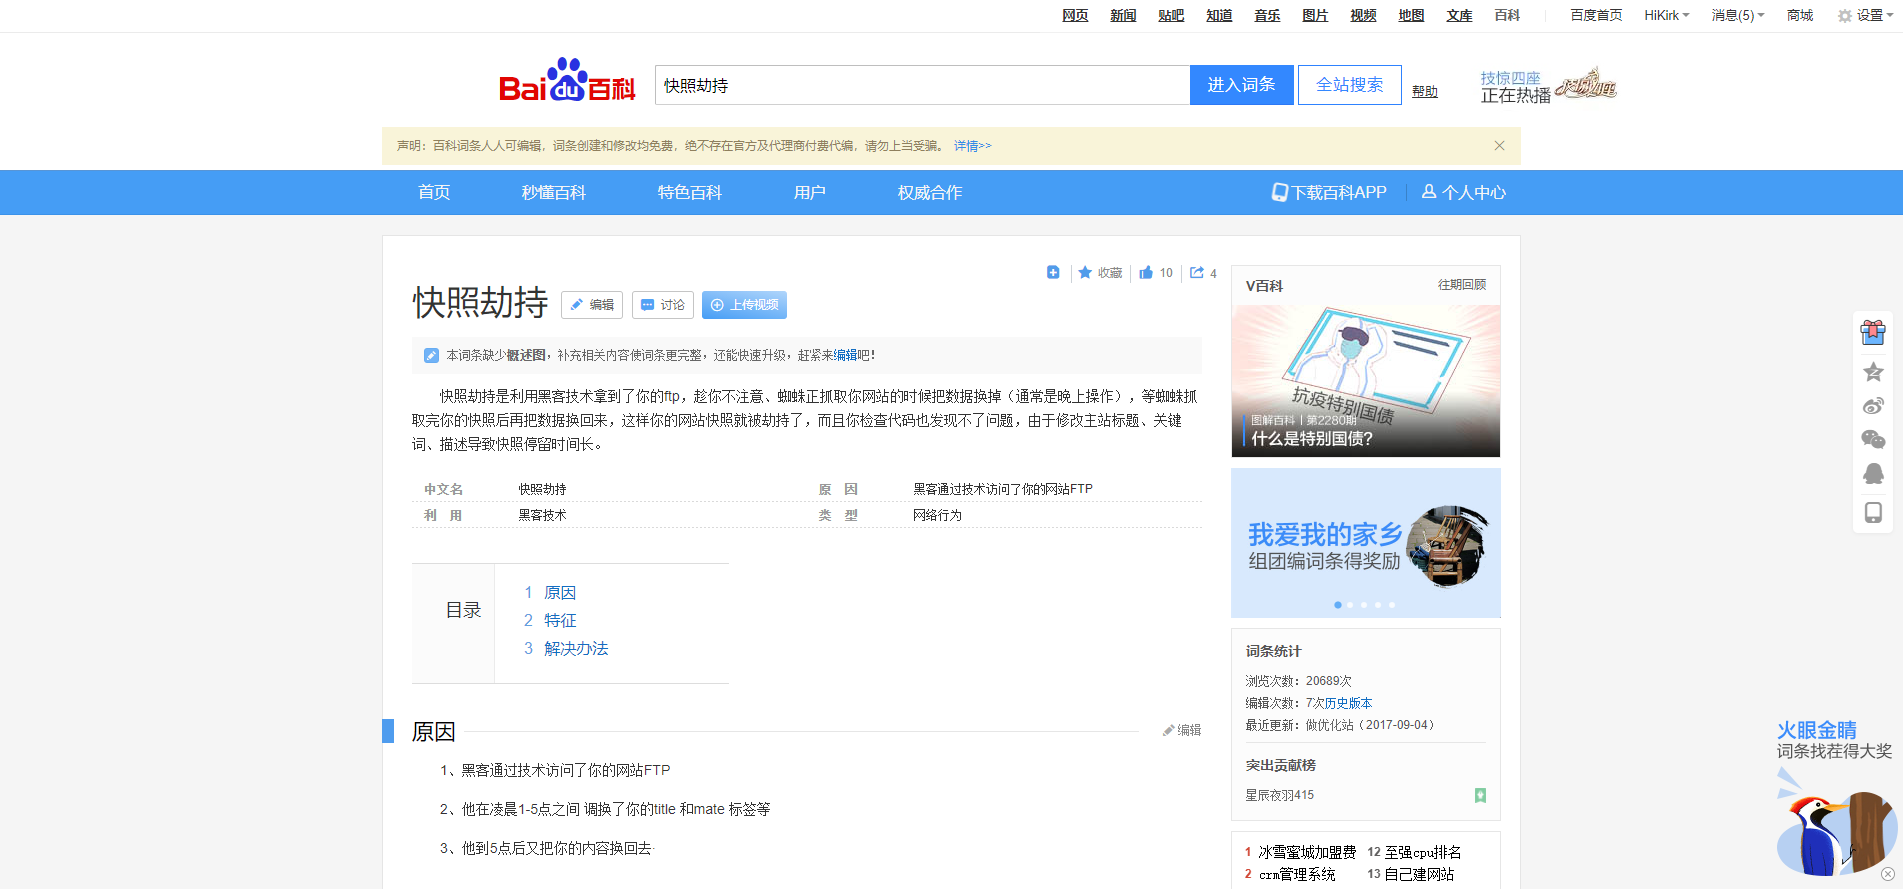 网页 新闻 贴吧 知道 音乐 图片 视频 地图 文库 百科 百度首页 HiKirk 消息(5) 商城 设置
Bai du 百科
快照劫持
进入词条
全站搜索
帮助
技惊四座
正在热播
声明：百科词条人人可编辑，词条创建和修改均免费，绝不存在官方及代理商付费代编，请勿上当受骗。 详情>>
首页 秒懂百科 特色百科 用户 权威合作 下载百科APP 个人中心
收藏 10 4
快照劫持 编辑 讨论 上传视频
本词条缺少概述图，补充相关内容使词条更完整，还能快速升级，赶紧来编辑吧！
快照劫持是利用黑客技术拿到了你的ftp，趁你不注意、蜘蛛正抓取你网站的时候把数据换掉（通常是晚上操作），等蜘蛛抓
取完你的快照后再把数据换回来，这样你的网站快照就被劫持了，而且你检查代码也发现不了问题，由于修改主站标题、关键
词、描述导致快照停留时间长。
中文名 快照劫持 原 因 黑客通过技术访问了你的网站FTP
利 用 黑客技术 类 型 网络行为
目录
1 原因
2 特征
3 解决办法
原因 编辑
1、黑客通过技术访问了你的网站FTP
2、他在凌晨1-5点之间 调换了你的title 和mate 标签等
3、他到5点后又把你的内容换回去·
V百科 往期回顾
抗疫特别国债
图解百科 | 第2280期
什么是特别国债?
我爱我的家乡
组团编词条得奖励
词条统计
浏览次数：20689次
编辑次数：7次历史版本
最近更新：做优化站（2017-09-04）
突出贡献榜
星辰夜羽415
1 冰雪蜜城加盟费 12 至强cpu排名
2 crm管理系统 13 自己建网站
火眼金睛
词条找茬得大奖